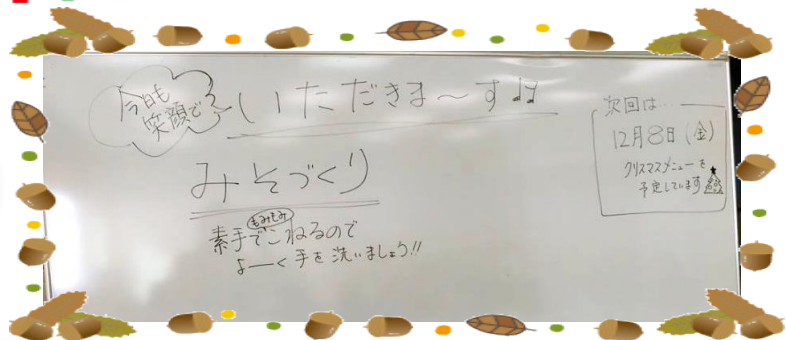 今日も
笑顔で
いただきま～す♪♫
みそづくり
もみもみ
素手でこねるので
よーく手を洗いましょう!!
次回は…
12月8日(金)
クリスマスメニューを
予定しています